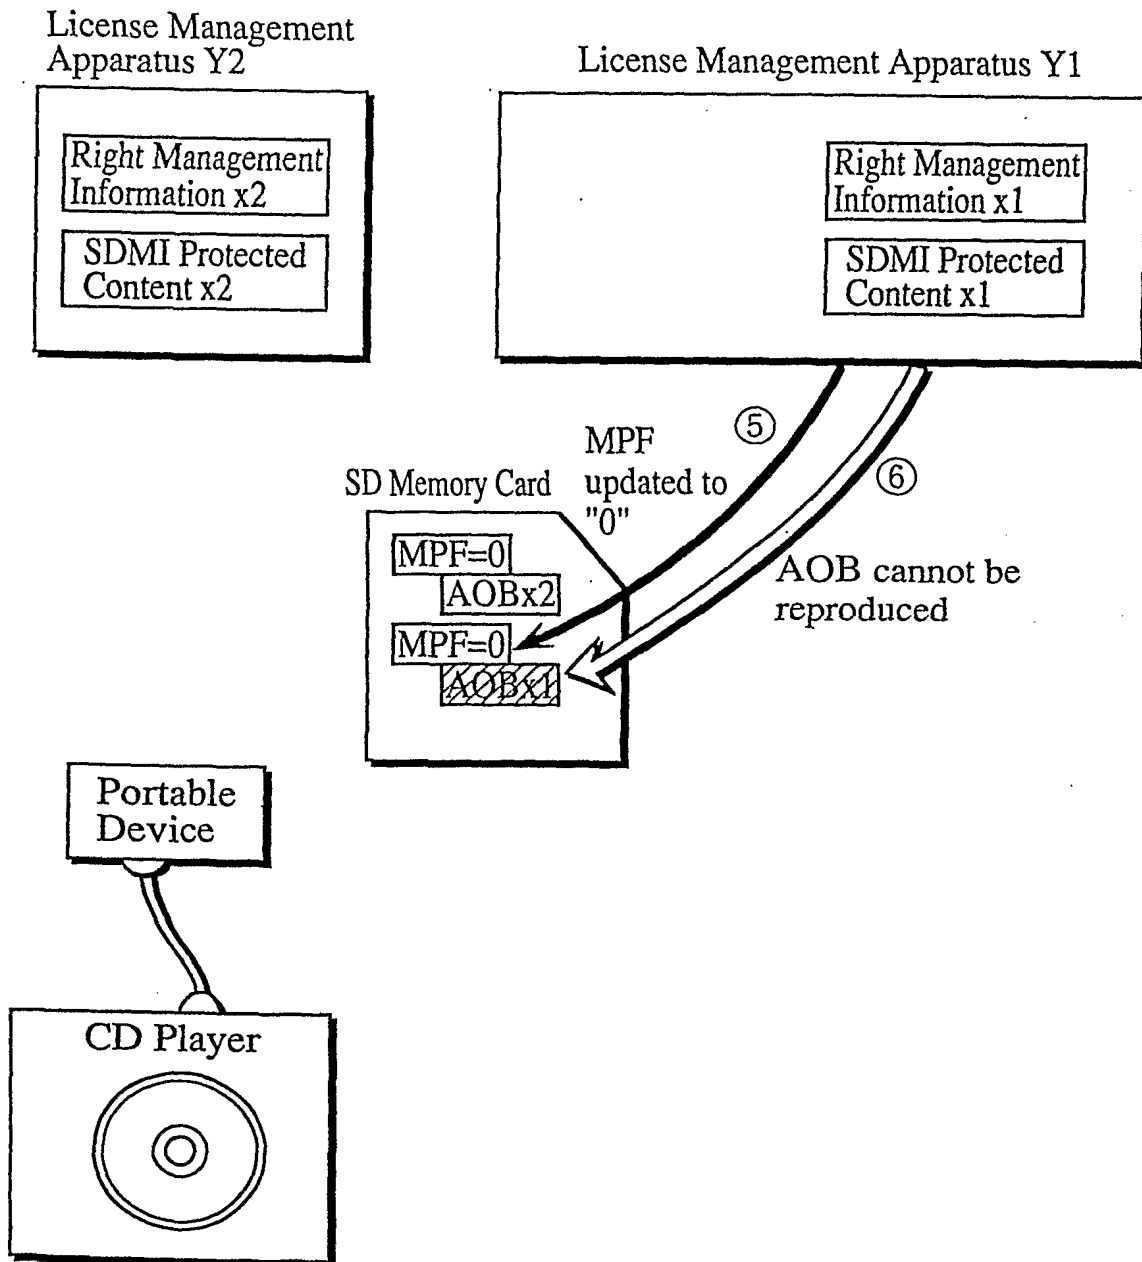 License Management
Apparatus Y2
License Management Apparatus Y1
Right Management
Information x2
SDMI Protected
Content x2
Right Management
Information x1
SDMI Protected
Content x1
⑤
MPF
updated to
"0"
⑥
SD Memory Card
MPF=0
AOBx2
AOB cannot be
reproduced
MPF=0
AOBx1
Portable
Device
CD Player